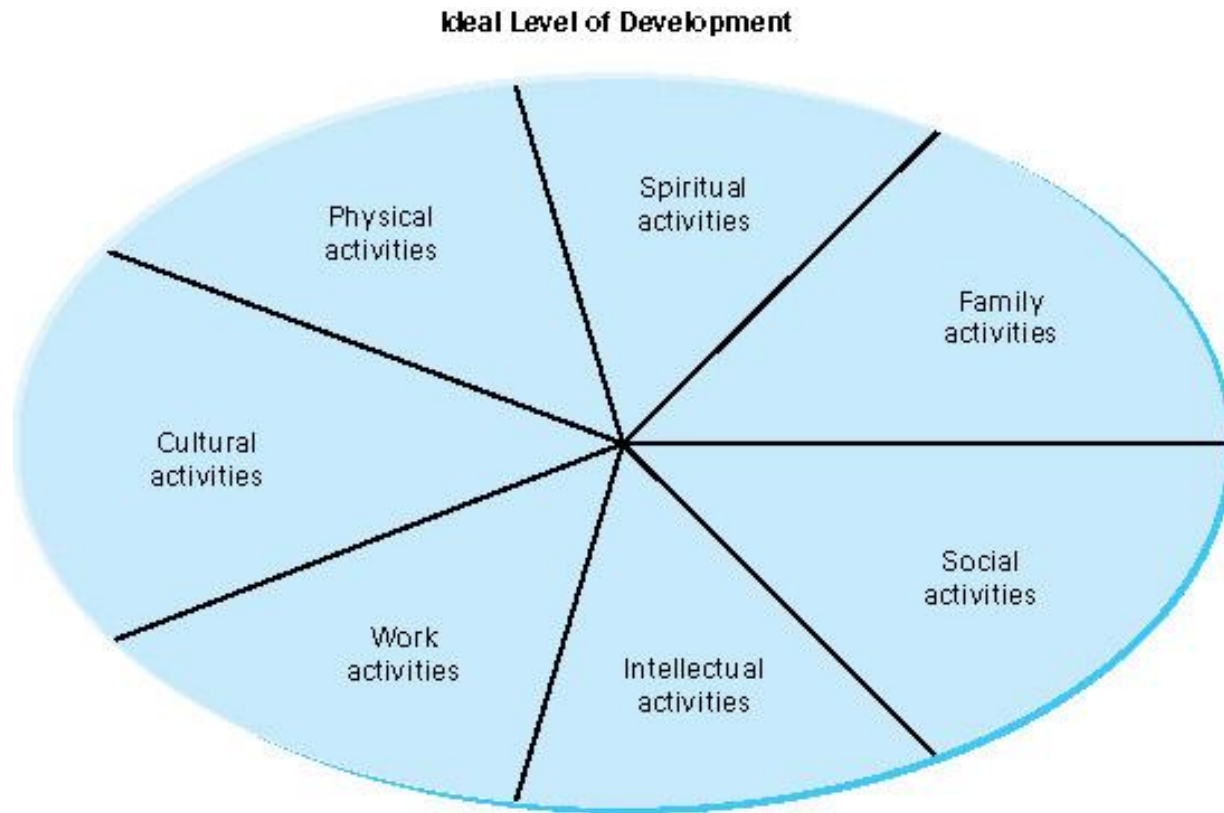 Ideal Level of Development
Spiritual
activities
Physical
activities
Family
activities
Cultural
activities
Social
activities
Work
activities
Intellectual
activities